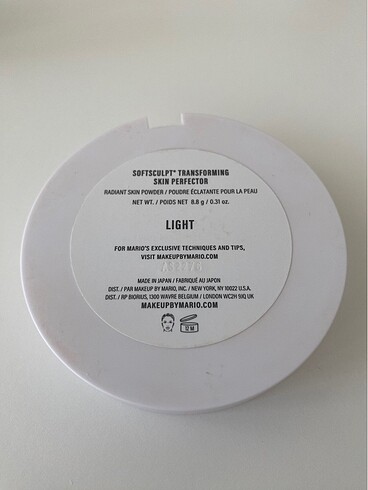 SOFTSCULPT® TRANSFORMING
SKIN PERFECTOR
RADIANT SKIN POWDER / POUDRE ÉCLATANTE POUR LA PEAU
NET WT. / POIDS NET 8.8 g / 0.31 oz.
LIGHT
FOR MARIO'S EXCLUSIVE TECHNIQUES AND TIPS,
VISIT MAKEUPBYMARIO.COM
MADE IN JAPAN / FABRIQUÉ AU JAPON
DIST. / PAR MAKEUP BY MARIO, INC. / NEW YORK, NY 10022 U.S.A.
DIST. / RP BIORIUS, 1300 WAVRE BELGIUM / LONDON WC2H 9JQ UK
MAKEUPBYMARIO.COM
12 M